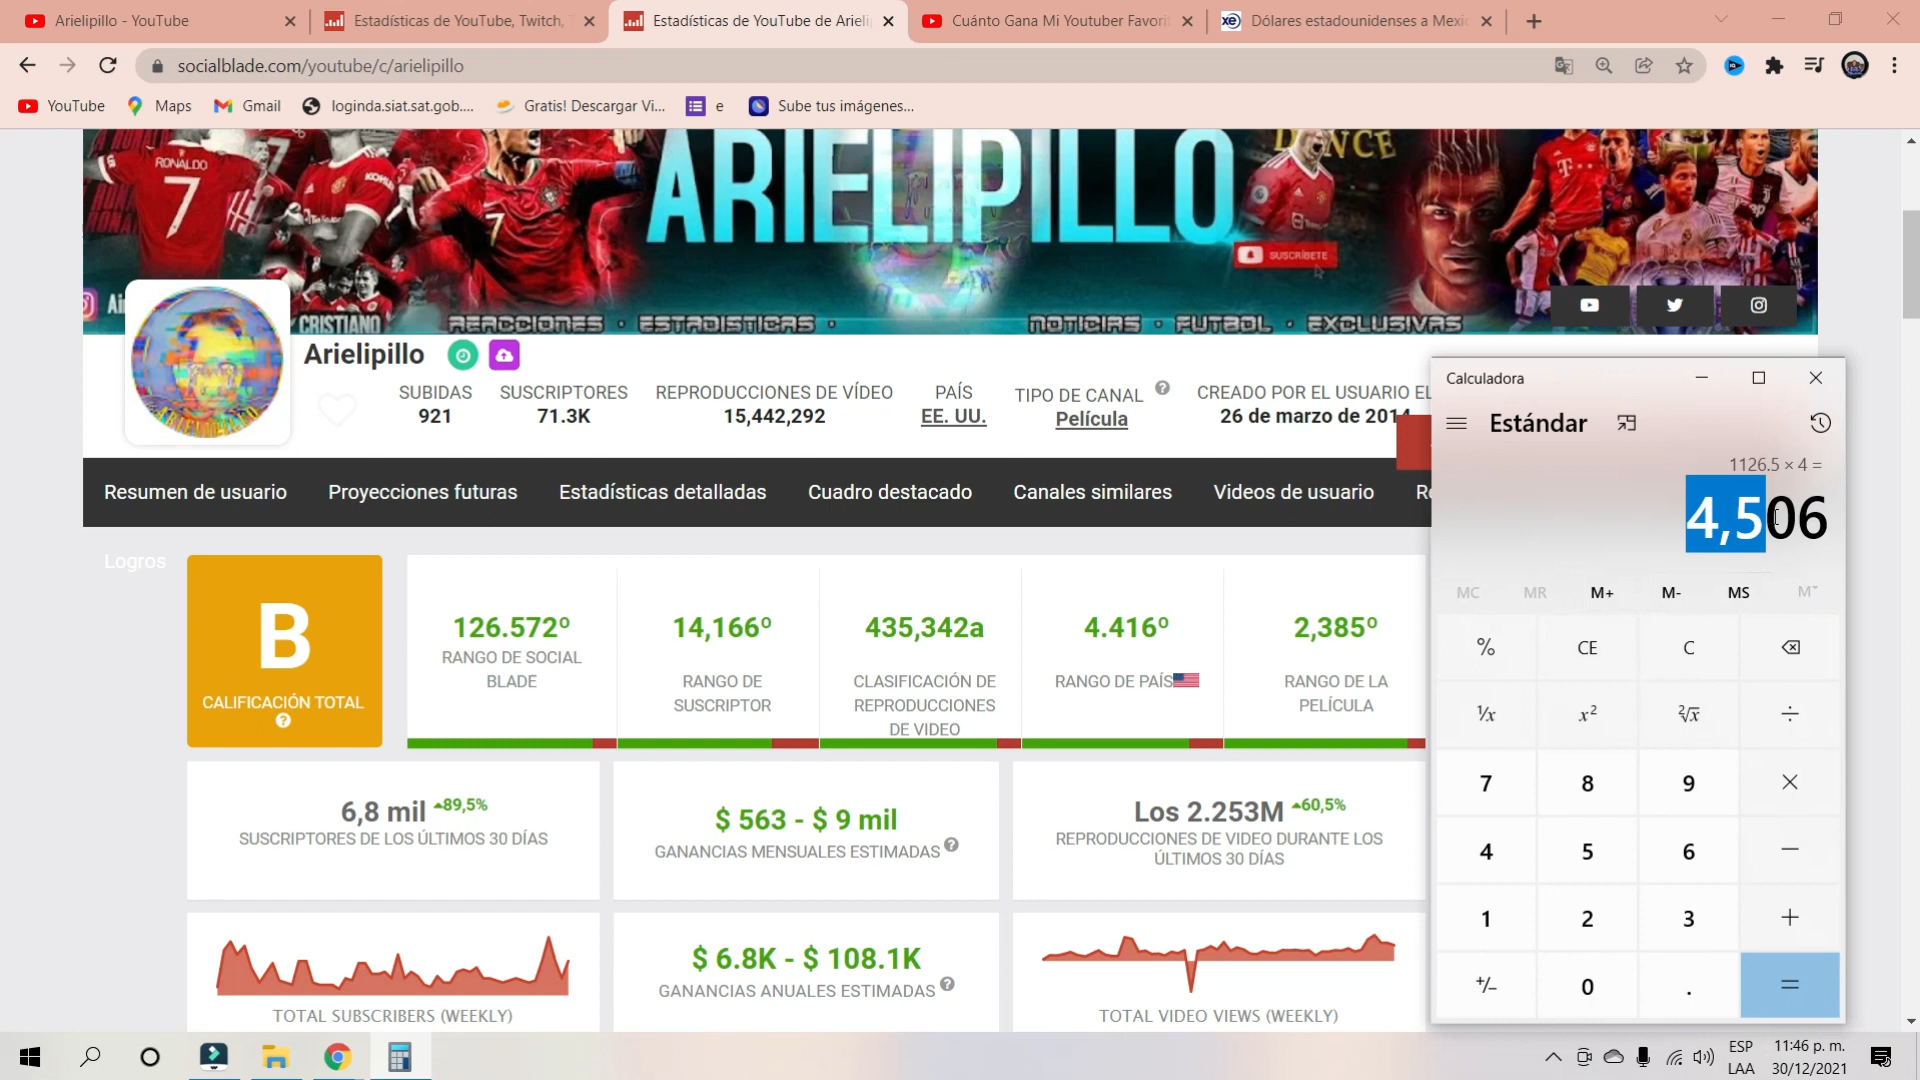 Arielipillo - YouTube
Estadísticas de YouTube, Twitch, T
Estadísticas de YouTube de Arieli
Cuánto Gana Mi Youtuber Favori
xe Dólares estadounidenses a Mexi
socialblade.com/youtube/c/arielipillo
YouTube
Maps
Gmail
loginda.siat.sat.gob....
Gratis! Descargar Vi...
e
Sube tus imágenes...
RONALDO
7
ARIELIPILLO
SUSCRÍBETE
CRISTIANO
REACCIONES · ESTADISTICAS · NOTICIAS · FUTBOL · EXCLUSIVAS
Arielipillo
SUBIDAS
921
SUSCRIPTORES
71.3K
REPRODUCCIONES DE VÍDEO
15,442,292
PAÍS
EE. UU.
TIPO DE CANAL
Película
CREADO POR EL USUARIO EL
26 de marzo de 2014
Resumen de usuario
Proyecciones futuras
Estadísticas detalladas
Cuadro destacado
Canales similares
Videos de usuario
Logros
B
CALIFICACIÓN TOTAL
126.572º
RANGO DE SOCIAL
BLADE
14,166º
RANGO DE
SUSCRIPTOR
435,342a
CLASIFICACIÓN DE
REPRODUCCIONES
DE VIDEO
4.416º
RANGO DE PAÍS
2,385º
RANGO DE LA
PELÍCULA
6,8 mil 89,5%
SUSCRIPTORES DE LOS ÚLTIMOS 30 DÍAS
$ 563 - $ 9 mil
GANANCIAS MENSUALES ESTIMADAS
Los 2.253M 60,5%
REPRODUCCIONES DE VIDEO DURANTE LOS
ÚLTIMOS 30 DÍAS
TOTAL SUBSCRIBERS (WEEKLY)
$ 6.8K - $ 108.1K
GANANCIAS ANUALES ESTIMADAS
TOTAL VIDEO VIEWS (WEEKLY)
Calculadora
Estándar
1126.5 × 4 =
4,506
MC MR M+ M- MS M˅
% CE C
⅟x x² ²√x ÷
7 8 9 ×
4 5 6 −
1 2 3 +
+/− 0 . =
ESP
LAA
11:46 p. m.
30/12/2021